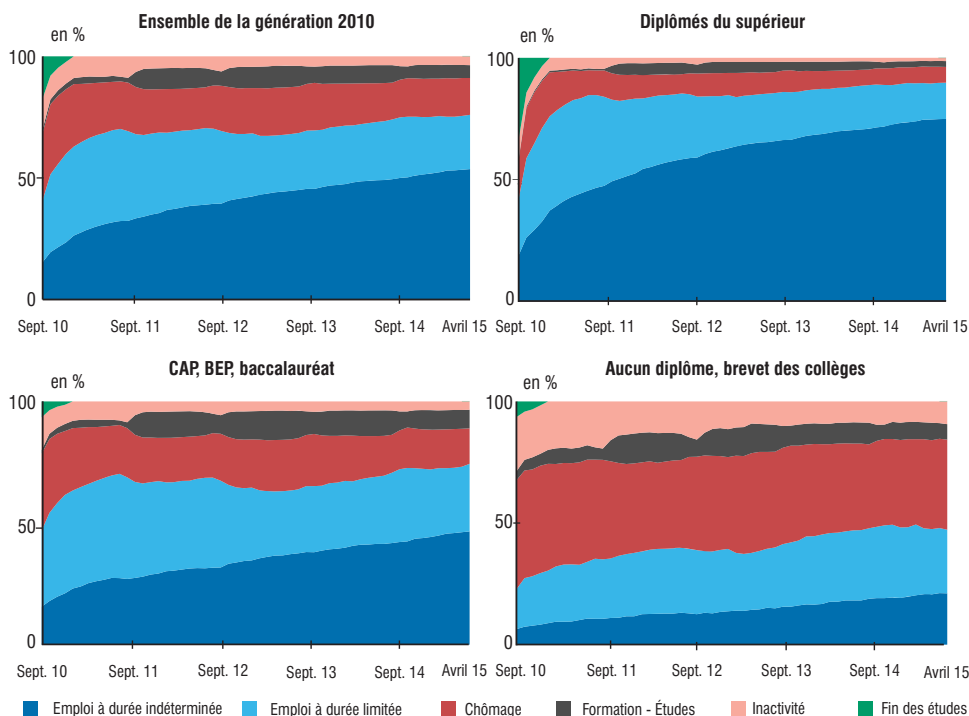 Ensemble de la génération 2010
en %
100
50
0
Sept. 10 Sept. 11 Sept. 12 Sept. 13 Sept. 14 Avril 15
Diplômés du supérieur
en %
100
50
0
Sept. 10 Sept. 11 Sept. 12 Sept. 13 Sept. 14 Avril 15
CAP, BEP, baccalauréat
en %
100
50
0
Sept. 10 Sept. 11 Sept. 12 Sept. 13 Sept. 14 Avril 15
Aucun diplôme, brevet des collèges
en %
100
50
0
Sept. 10 Sept. 11 Sept. 12 Sept. 13 Sept. 14 Avril 15
Emploi à durée indéterminée Emploi à durée limitée Chômage Formation - Études Inactivité Fin des études